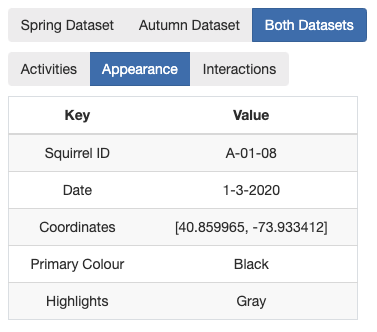 Spring Dataset Autumn Dataset Both Datasets
Activities Appearance Interactions
Key Value
Squirrel ID A-01-08
Date 1-3-2020
Coordinates [40.859965, -73.933412]
Primary Colour Black
Highlights Gray